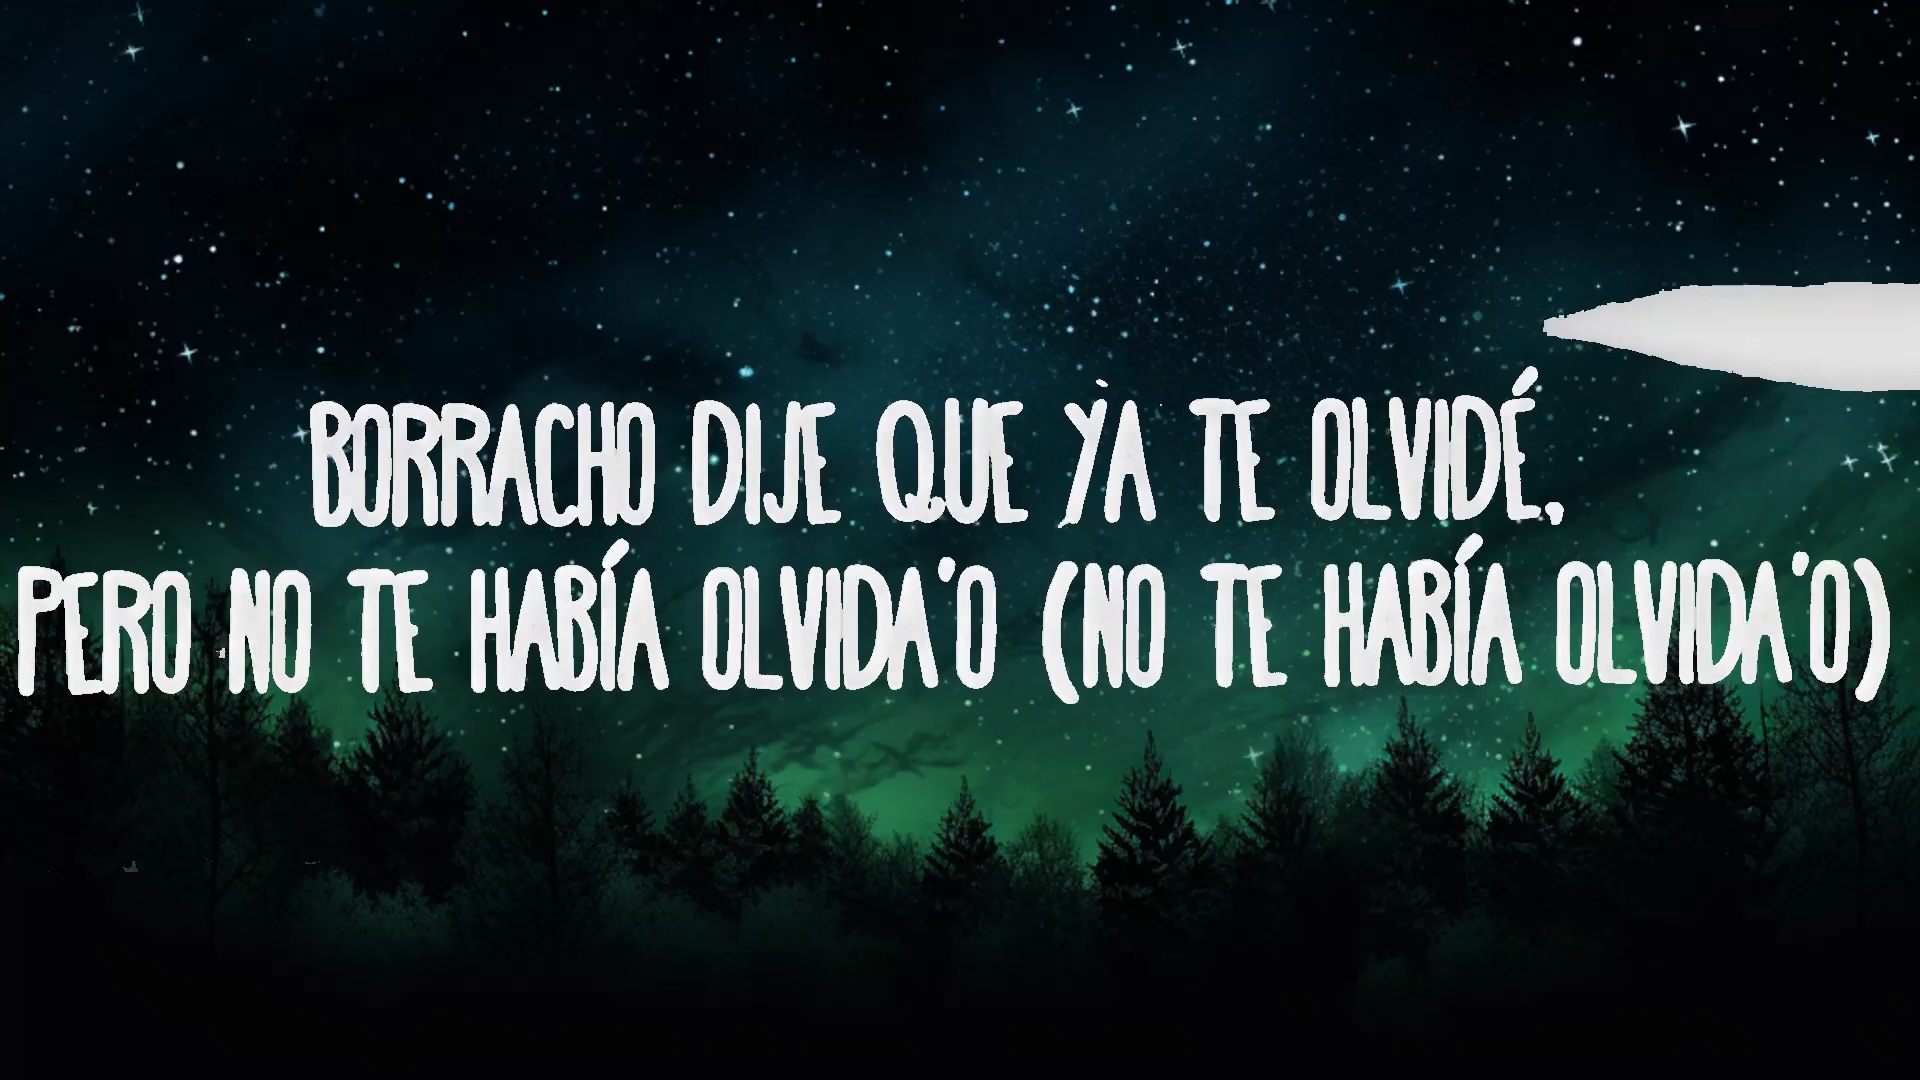 BORRACHO DIJE QUE YA TE OLVIDÉ,
PERO NO TE HABÍA OLVIDA'O (NO TE HABÍA OLVIDA'O)